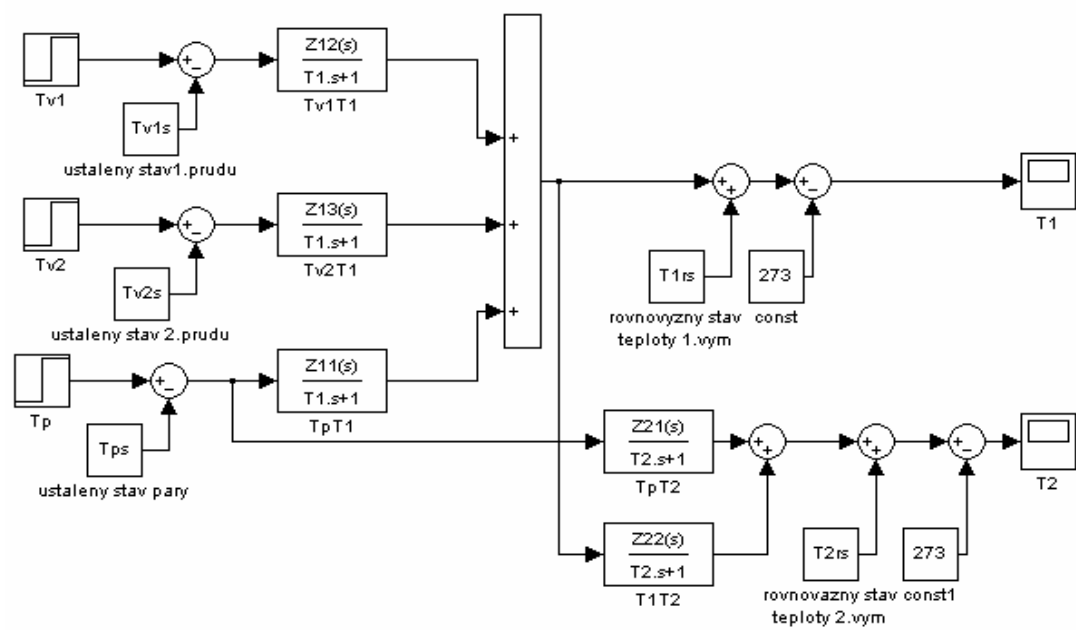 Tv1
+
−
Z12(s)
T1.s+1
Tv1T1
Tv1s
ustaleny stav1.prudu
+
Tv2
+
−
Z13(s)
T1.s+1
Tv2T1
+
Tv2s
ustaleny stav 2.prudu
+
Tp
+
−
Z11(s)
T1.s+1
TpT1
Tps
ustaleny stav pary
+
+
+
−
T1
T1rs
rovnovyzny stav
teploty 1.vym
273
const
Z21(s)
T2.s+1
TpT2
+
+
+
+
+
−
T2
Z22(s)
T2.s+1
T1T2
T2rs
rovnovazny stav
teploty 2.vym
273
const1